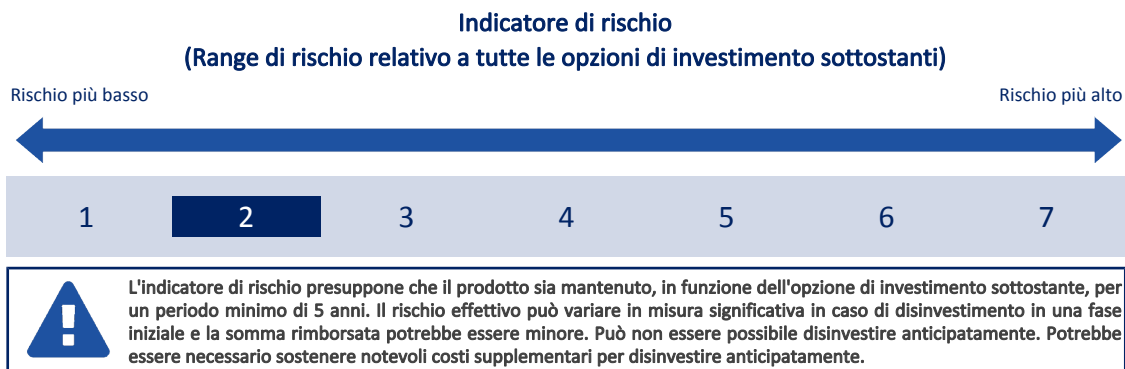 Indicatore di rischio
(Range di rischio relativo a tutte le opzioni di investimento sottostanti)
Rischio più basso
Rischio più alto
1 2 3 4 5 6 7
L'indicatore di rischio presuppone che il prodotto sia mantenuto, in funzione dell'opzione di investimento sottostante, per
un periodo minimo di 5 anni. Il rischio effettivo può variare in misura significativa in caso di disinvestimento in una fase
iniziale e la somma rimborsata potrebbe essere minore. Può non essere possibile disinvestire anticipatamente. Potrebbe
essere necessario sostenere notevoli costi supplementari per disinvestire anticipatamente.